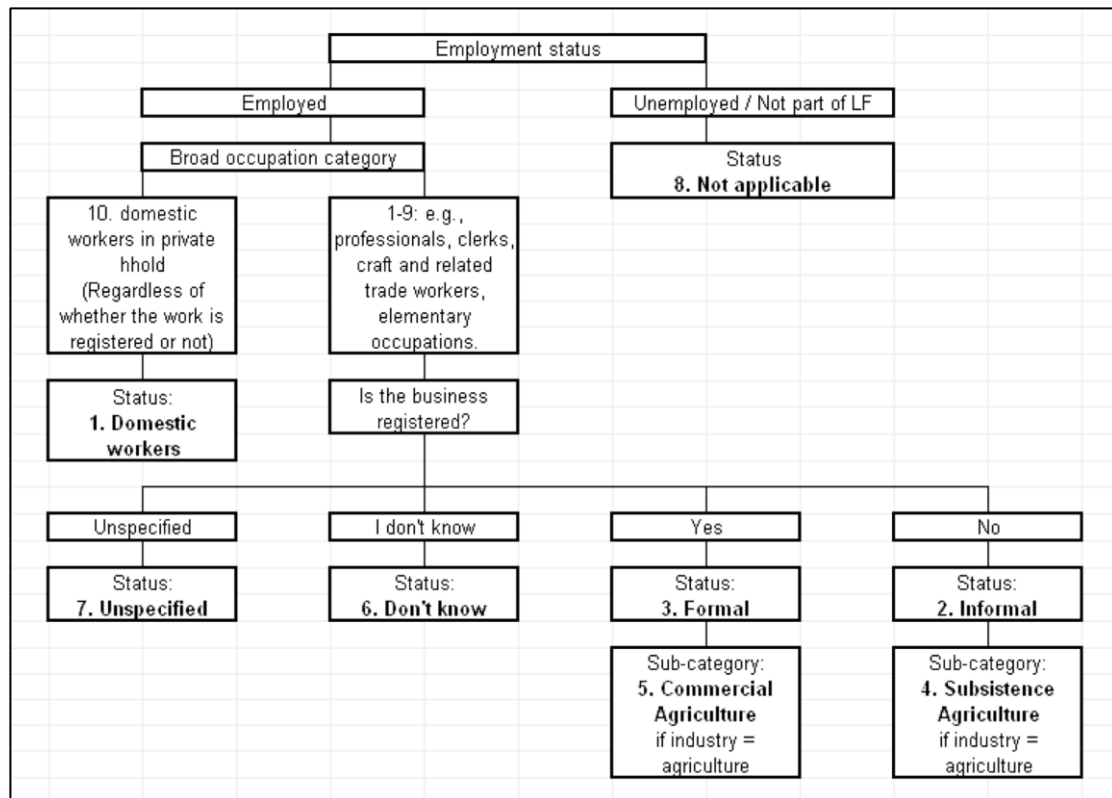 Employment status
Employed
Unemployed / Not part of LF
Broad occupation category
Status
8. Not applicable
10. domestic
workers in private
hhold
(Regardless of
whether the work is
registered or not)
1-9: e.g.,
professionals, clerks,
craft and related
trade workers,
elementary
occupations.
Status:
1. Domestic
workers
Is the business
registered?
Unspecified
I don't know
Yes
No
Status:
7. Unspecified
Status:
6. Don't know
Status:
3. Formal
Status:
2. Informal
Sub-category:
5. Commercial
Agriculture
if industry =
agriculture
Sub-category:
4. Subsistence
Agriculture
if industry =
agriculture